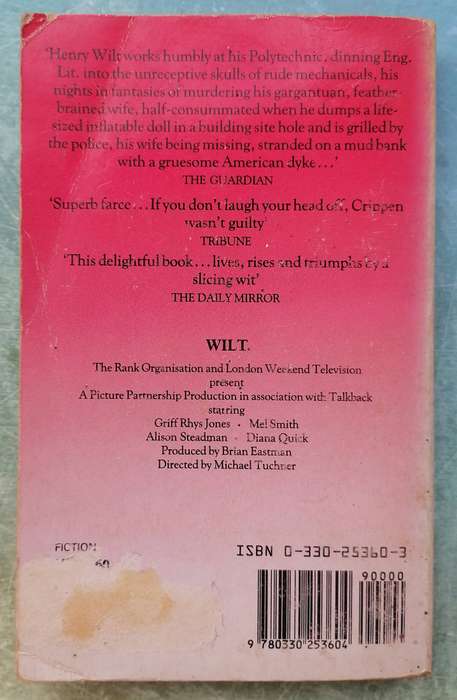 'Henry Wilt works humbly at his Polytechnic, dinning Eng.
Lit. into the unreceptive skulls of rude mechanicals, his
nights in fantasies of murdering his gargantuan, feather-
brained wife, half-consummated when he dumps a life-
sized inflatable doll in a building site hole and is grilled by
the police, his wife being missing, stranded on a mud bank
with a gruesome American dyke...'
THE GUARDIAN
'Superb farce...If you don't laugh your head off, Crippen
wasn't guilty'
TRIBUNE
'This delightful book...lives, rises and triumphs by a
slicing wit'
THE DAILY MIRROR
WILT.
The Rank Organisation and London Weekend Television
present
A Picture Partnership Production in association with Talkback
starring
Griff Rhys Jones · Mel Smith
Alison Steadman · Diana Quick
Produced by Brian Eastman
Directed by Michael Tuchner
FICTION
ISBN 0-330-25360-3
90000
9 780330 253604